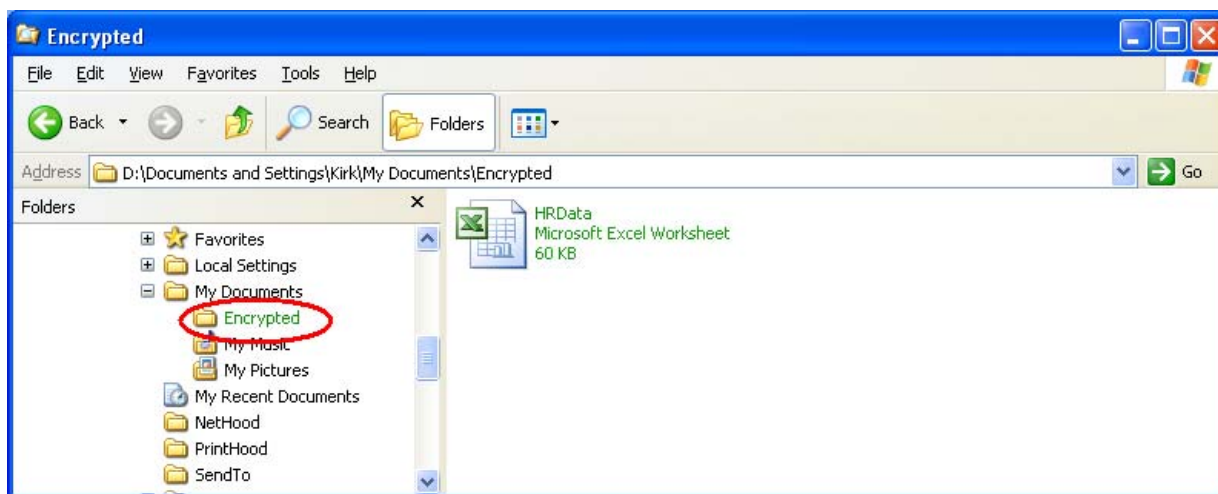 Encrypted
File Edit View Favorites Tools Help
Back Search Folders
Address D:\Documents and Settings\Kirk\My Documents\Encrypted Go
Folders
Favorites
Local Settings
My Documents
Encrypted
My Music
My Pictures
My Recent Documents
NetHood
PrintHood
SendTo
HRData
Microsoft Excel Worksheet
60 KB